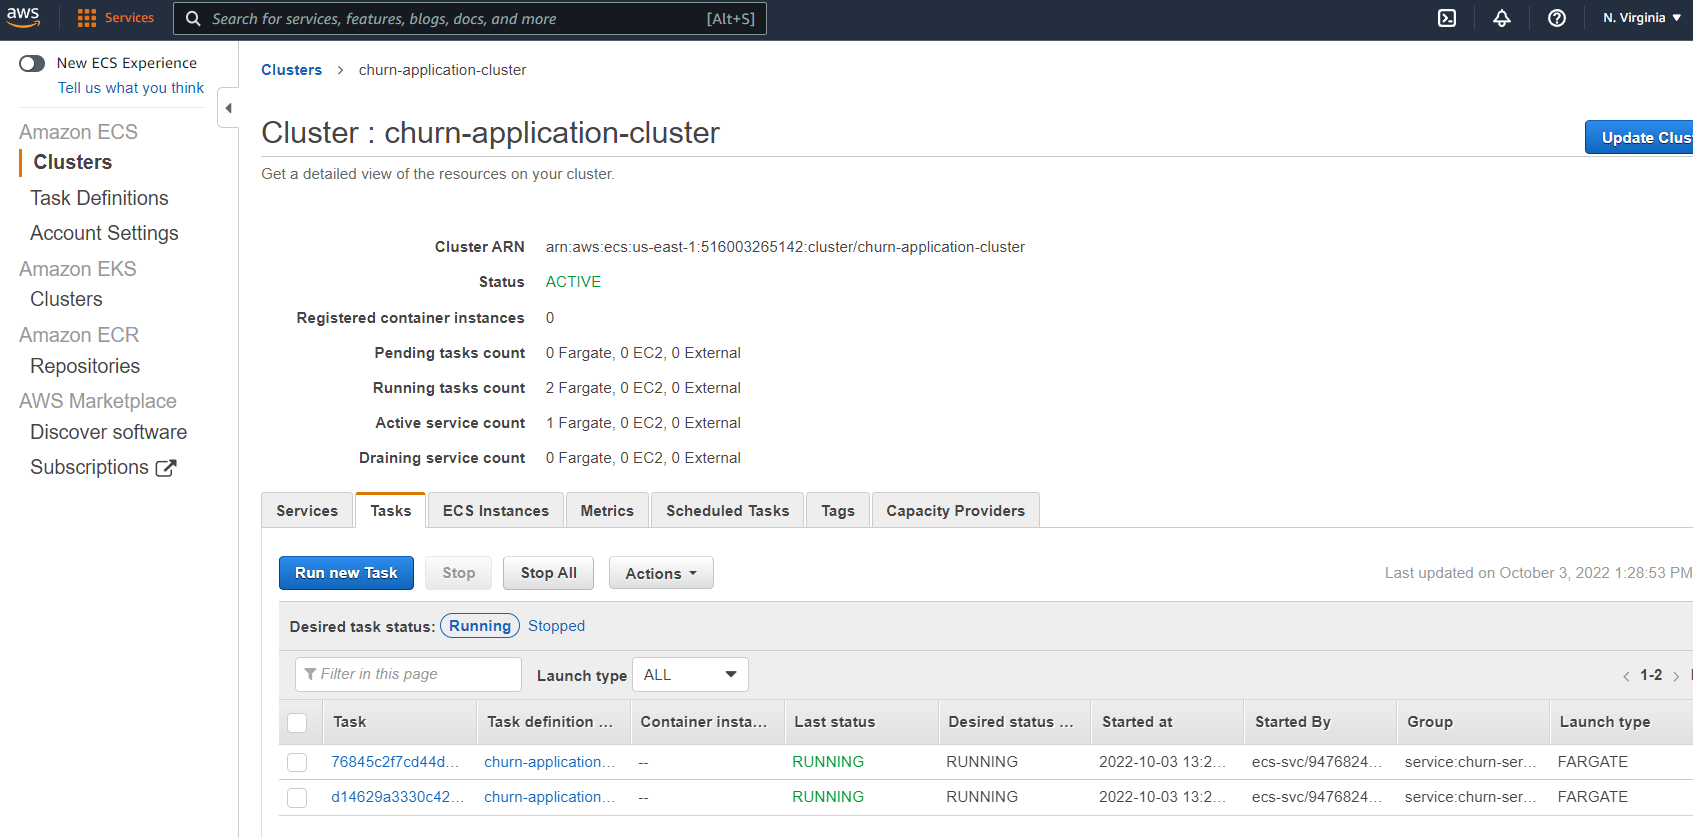 aws Services Search for services, features, blogs, docs, and more [Alt+S] N. Virginia
New ECS Experience
Tell us what you think
Amazon ECS
Clusters
Task Definitions
Account Settings
Amazon EKS
Clusters
Amazon ECR
Repositories
AWS Marketplace
Discover software
Subscriptions
Clusters > churn-application-cluster
Cluster : churn-application-cluster
Update Clus
Get a detailed view of the resources on your cluster.
Cluster ARN arn:aws:ecs:us-east-1:516003265142:cluster/churn-application-cluster
Status ACTIVE
Registered container instances 0
Pending tasks count 0 Fargate, 0 EC2, 0 External
Running tasks count 2 Fargate, 0 EC2, 0 External
Active service count 1 Fargate, 0 EC2, 0 External
Draining service count 0 Fargate, 0 EC2, 0 External
Services Tasks ECS Instances Metrics Scheduled Tasks Tags Capacity Providers
Run new Task Stop Stop All Actions Last updated on October 3, 2022 1:28:53 PM
Desired task status: Running Stopped
Filter in this page Launch type ALL < 1-2 >
Task Task definition ... Container insta... Last status Desired status ... Started at Started By Group Launch type
76845c2f7cd44d... churn-application... -- RUNNING RUNNING 2022-10-03 13:2... ecs-svc/9476824... service:churn-ser... FARGATE
d14629a3330c42... churn-application... -- RUNNING RUNNING 2022-10-03 13:2... ecs-svc/9476824... service:churn-ser... FARGATE